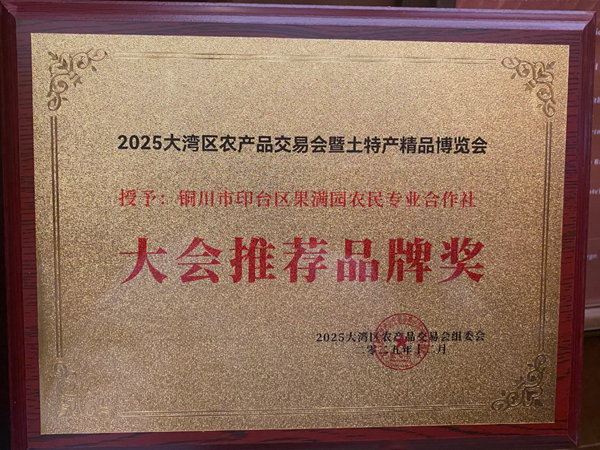 2025大湾区农产品交易会暨土特产精品博览会
授予：铜川市印台区果满园农民专业合作社
大会推荐品牌奖
2025大湾区农产品交易会组委会
二零二五年十二月